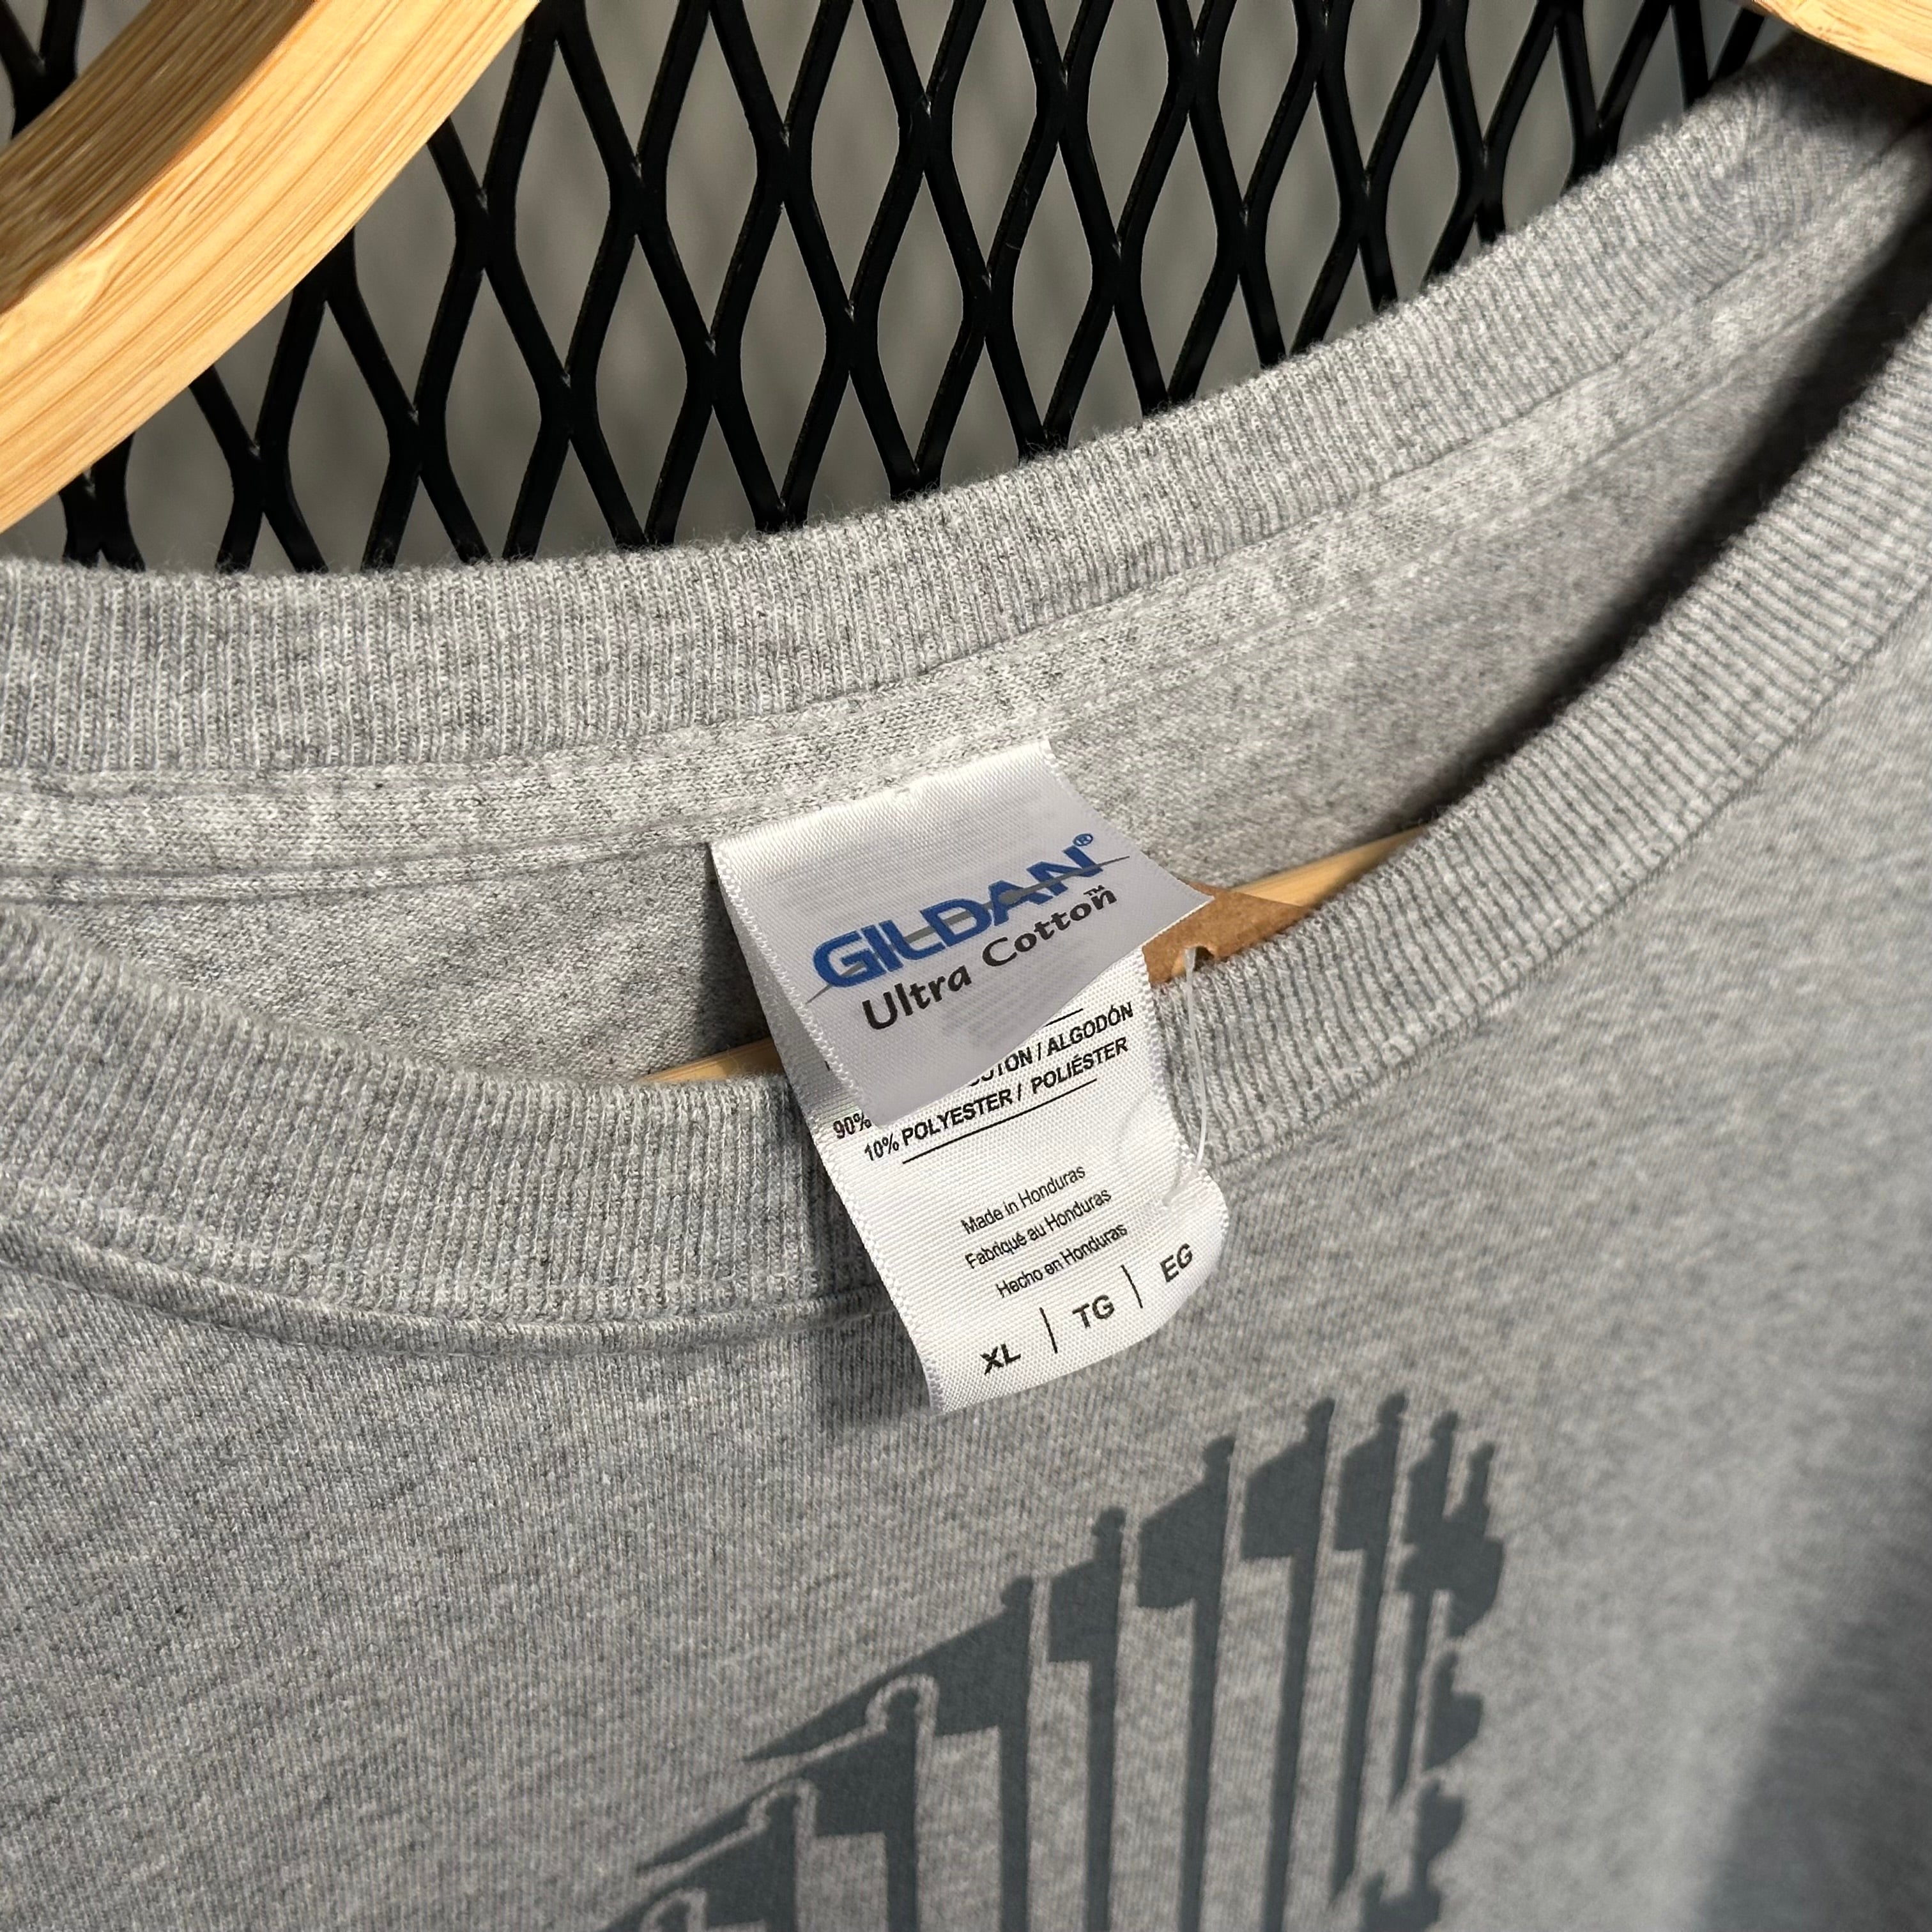 GILDAN®
Ultra Cotton™
90% COTON / ALGODÓN
10% POLYESTER / POLIÉSTER
Made in Honduras
Fabriqué au Honduras
Hecho en Honduras
XL | TG | EG